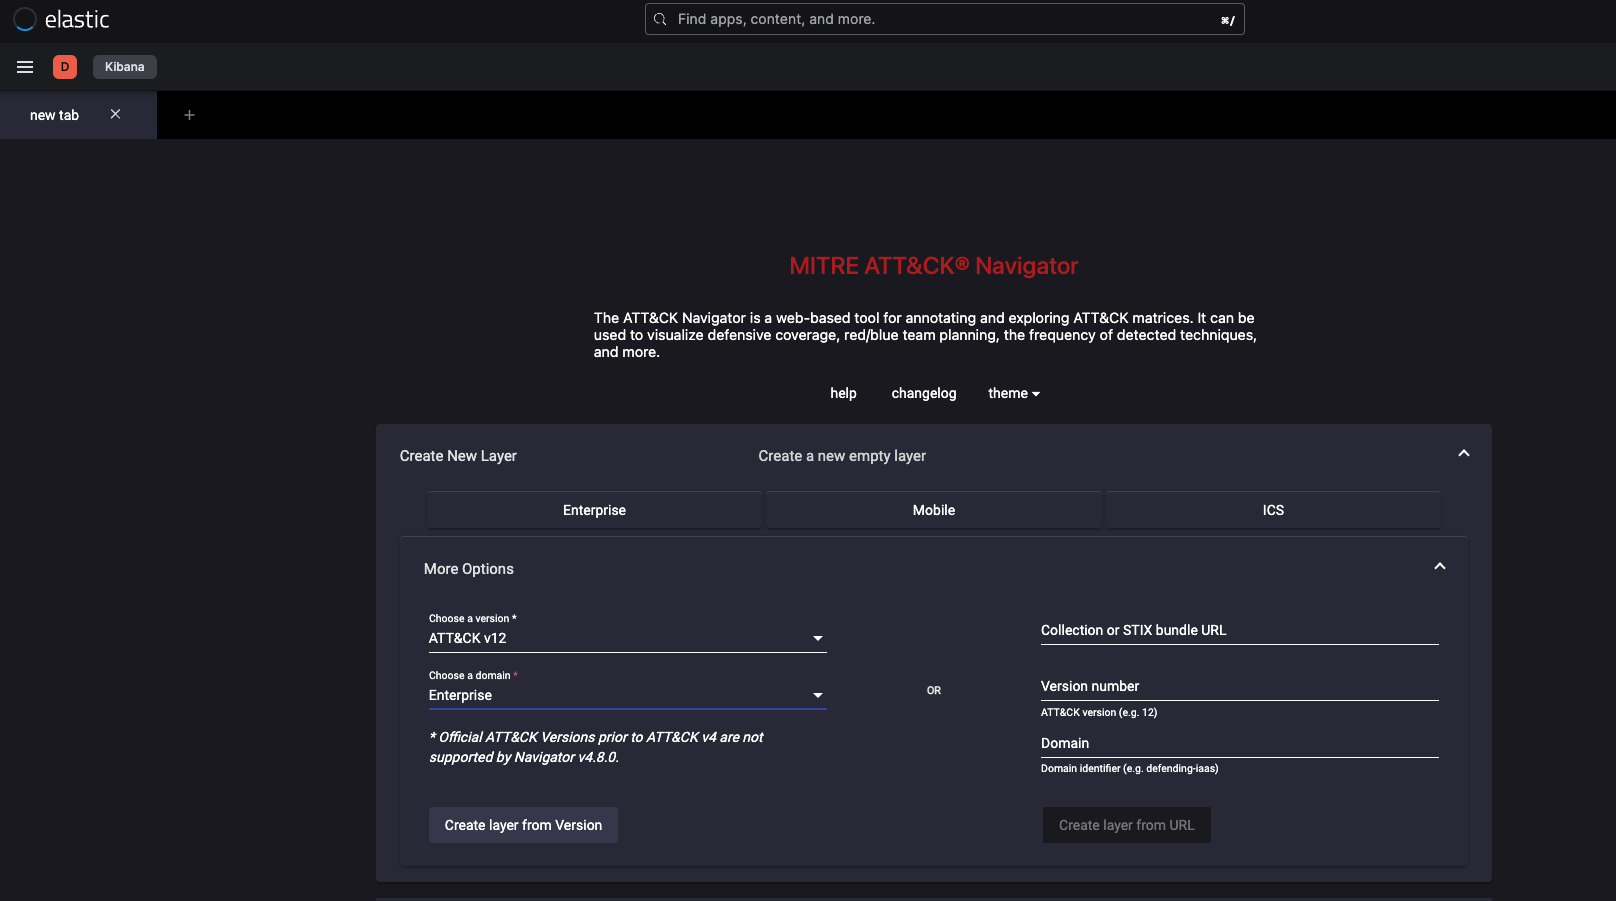 elastic
Find apps, content, and more.
⌘/
D
Kibana
new tab
MITRE ATT&CK® Navigator
The ATT&CK Navigator is a web-based tool for annotating and exploring ATT&CK matrices. It can be
used to visualize defensive coverage, red/blue team planning, the frequency of detected techniques,
and more.
help changelog theme
Create New Layer Create a new empty layer
Enterprise Mobile ICS
More Options
Choose a version *
ATT&CK v12
Choose a domain *
Enterprise
* Official ATT&CK Versions prior to ATT&CK v4 are not
supported by Navigator v4.8.0.
Create layer from Version
OR
Collection or STIX bundle URL
Version number
ATT&CK version (e.g. 12)
Domain
Domain identifier (e.g. defending-iaas)
Create layer from URL